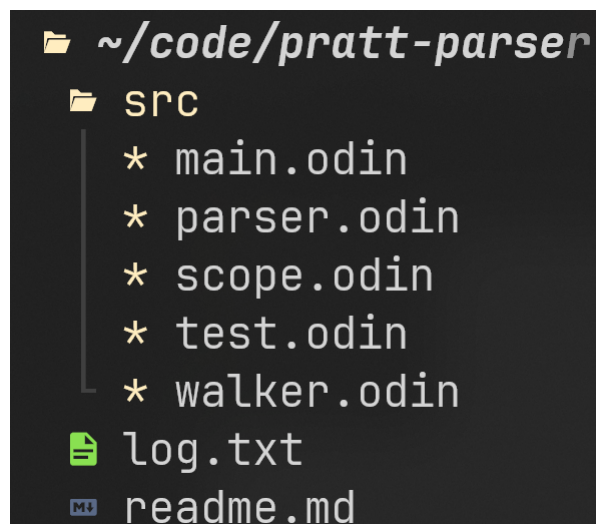 ~/code/pratt-parser
src
* main.odin
* parser.odin
* scope.odin
* test.odin
* walker.odin
log.txt
readme.md